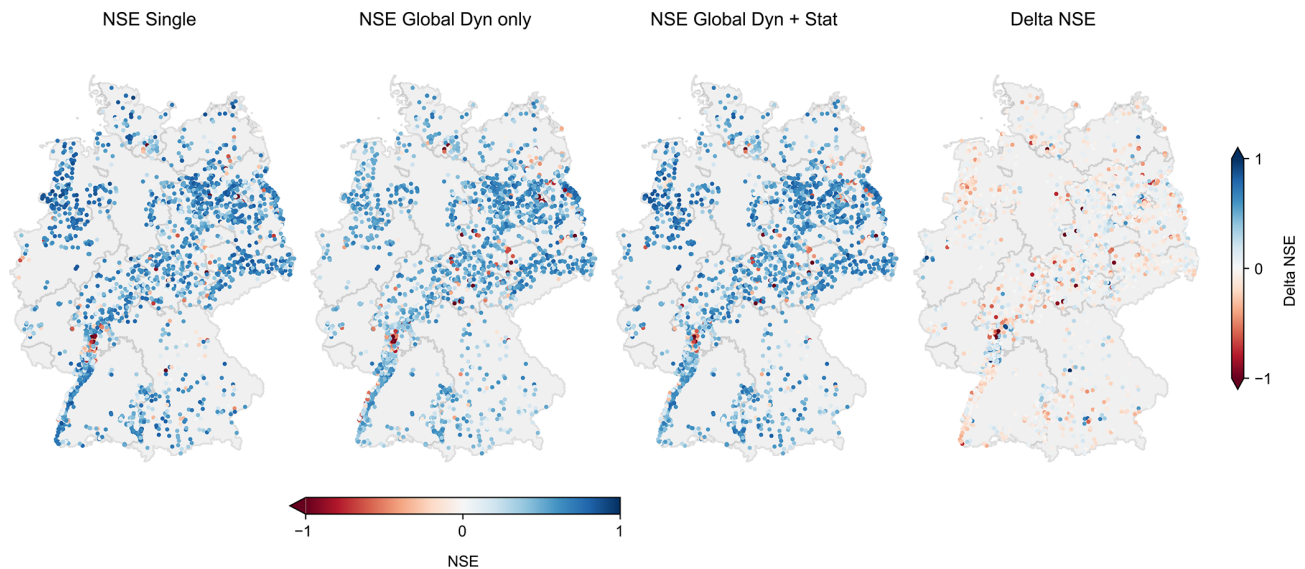 NSE Single
NSE Global Dyn only
NSE Global Dyn + Stat
Delta NSE
1
0
−1
Delta NSE
−1
0
1
NSE